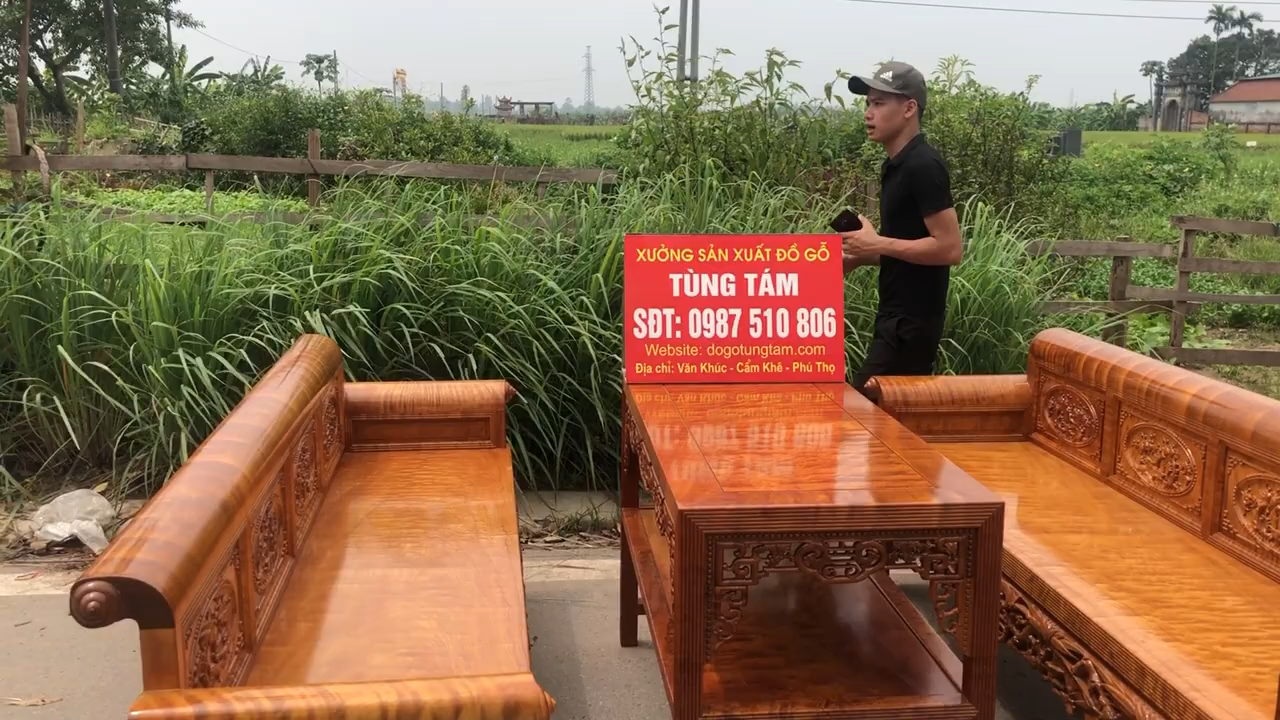 XƯỞNG SẢN XUẤT ĐỒ GỖ
TÙNG TÁM
SĐT: 0987 510 806
Website: dogotungtam.com
Địa chỉ: Văn Khúc - Cẩm Khê - Phú Thọ